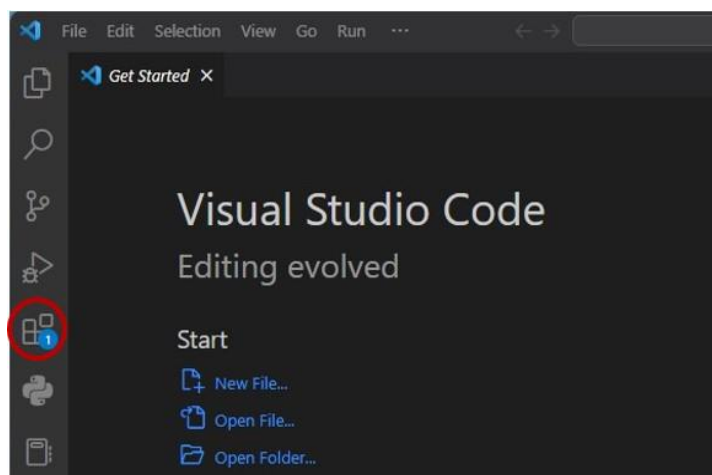 File Edit Selection View Go Run ···
Get Started
Visual Studio Code
Editing evolved
Start
1
New File...
Open File...
Open Folder...